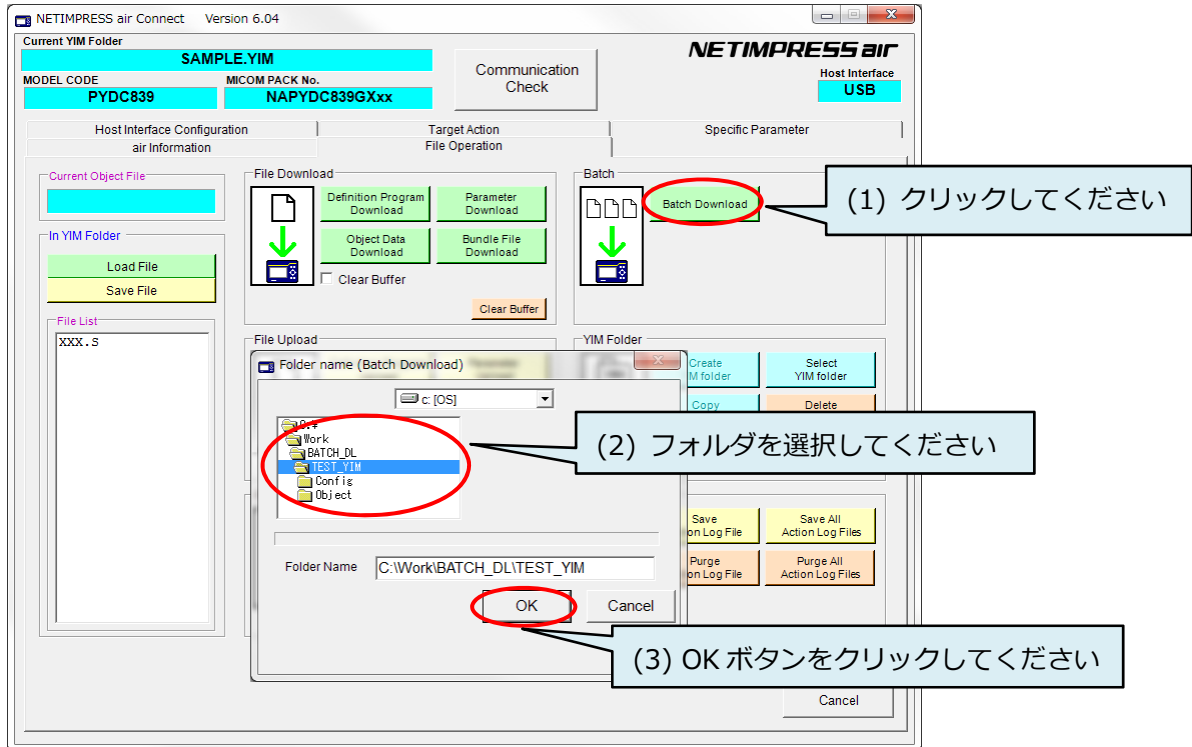 NETIMPRESS air Connect Version 6.04
Current YIM Folder
SAMPLE.YIM
MODEL CODE
MICOM PACK No.
PYDC839
NAPYDC839GXxx
Communication
Check
NETIMPRESS air
Host Interface
USB
Host Interface Configuration
Target Action
Specific Parameter
air Information
File Operation
Current Object File
In YIM Folder
Load File
Save File
File List
XXX.S
File Download
Definition Program
Download
Parameter
Download
Object Data
Download
Bundle File
Download
Clear Buffer
Clear Buffer
Batch
Batch Download
(1) クリックしてください
File Upload
YIM Folder
Create
M folder
Select
YIM folder
Copy
Delete
Folder name (Batch Download)
c: [OS]
C:¥
Work
BATCH_DL
TEST_YIM
Config
Object
(2) フォルダを選択してください
Folder Name
C:\Work\BATCH_DL\TEST_YIM
OK
Cancel
Save
on Log File
Save All
Action Log Files
Purge
on Log File
Purge All
Action Log Files
(3) OK ボタンをクリックしてください
Cancel